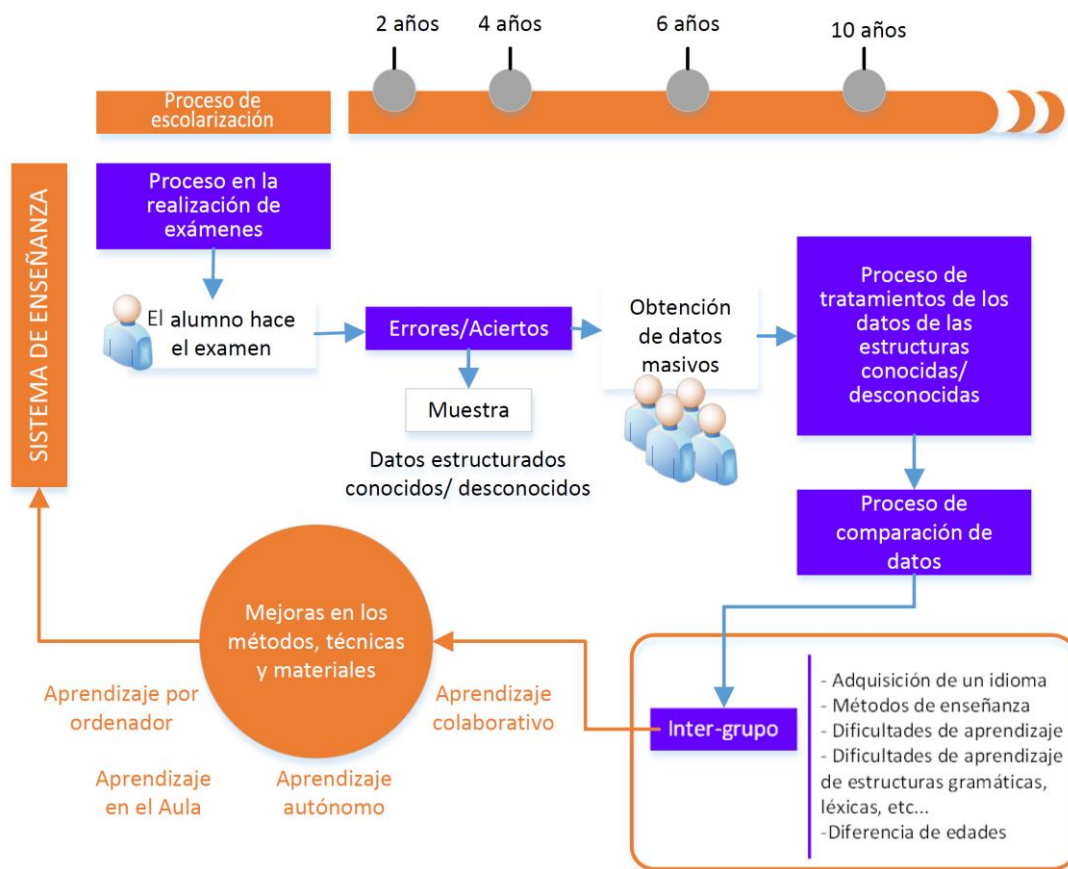 2 años
4 años
6 años
10 años
Proceso de
escolarización
SISTEMA DE ENSEÑANZA
Proceso en la
realización de
exámenes
El alumno hace
el examen
Errores/Aciertos
Muestra
Datos estructurados
conocidos/ desconocidos
Obtención
de datos
masivos
Proceso de
tratamientos de los
datos de las
estructuras
conocidas/
desconocidas
Proceso de
comparación de
datos
Inter-grupo
- Adquisición de un idioma
- Métodos de enseñanza
- Dificultades de aprendizaje
- Dificultades de aprendizaje
de estructuras gramáticas,
léxicas, etc...
-Diferencia de edades
Mejoras en los
métodos, técnicas
y materiales
Aprendizaje por
ordenador
Aprendizaje
colaborativo
Aprendizaje
en el Aula
Aprendizaje
autónomo